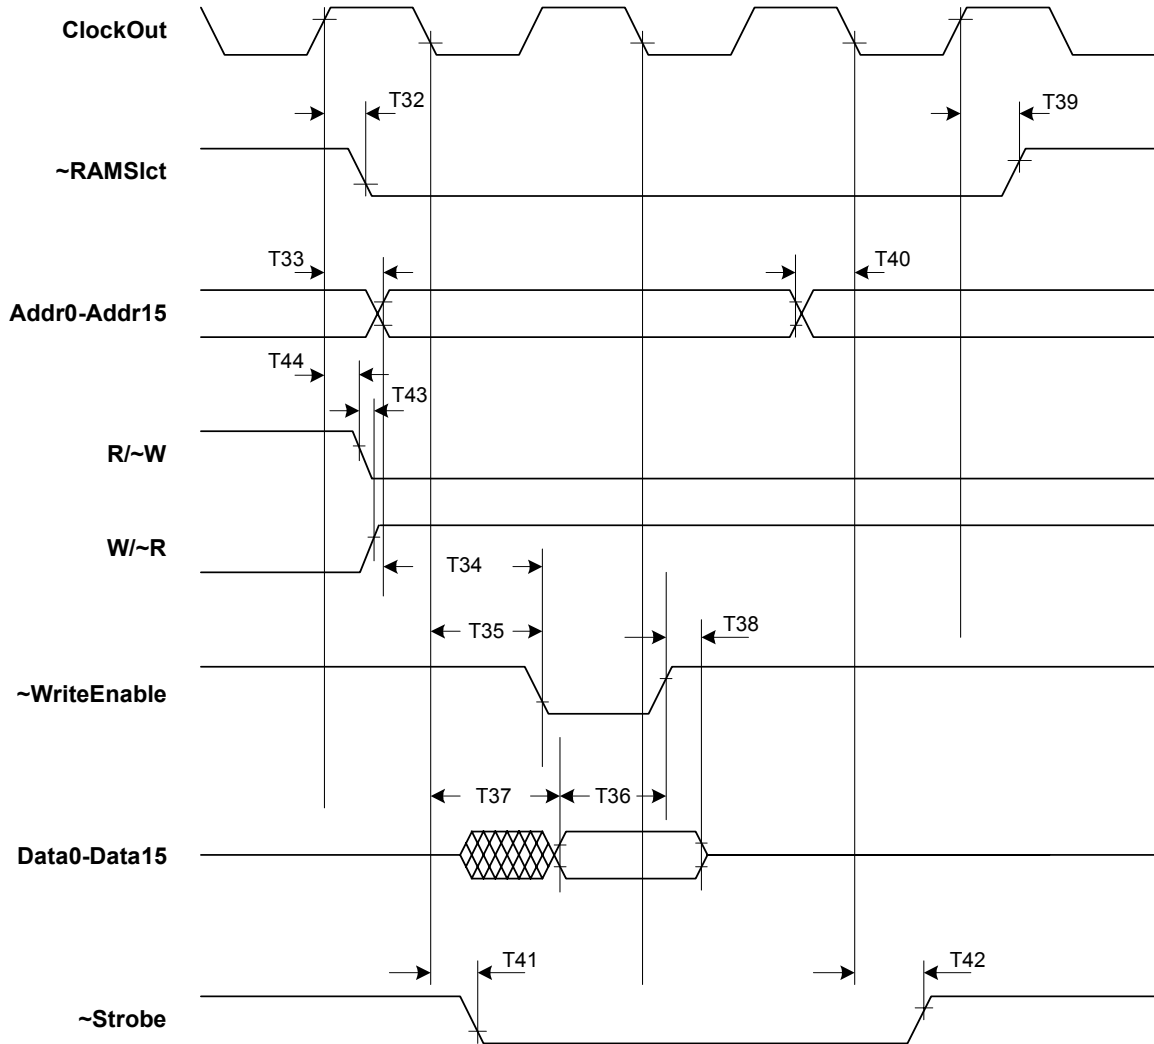 ClockOut
T32
T39
~RAMSlct
T33
T40
Addr0-Addr15
T44
T43
R/~W
W/~R
T34
T35
T38
~WriteEnable
T37
T36
Data0-Data15
T41
T42
~Strobe